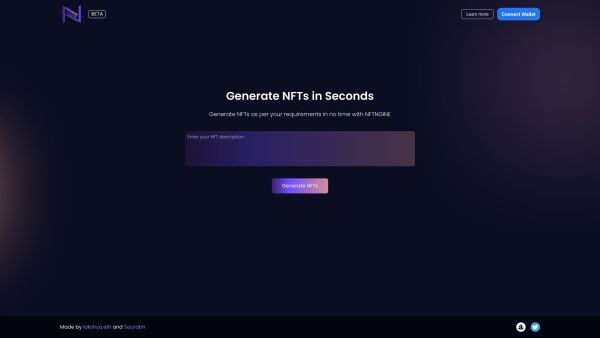 BETA
Learn more
Connect Wallet
Generate NFTs in Seconds
Generate NFTs as per your requirements in no time with NFTNGINE
Enter your NFT description
Generate NFTs
Made by lakshya.eth and Saurabh